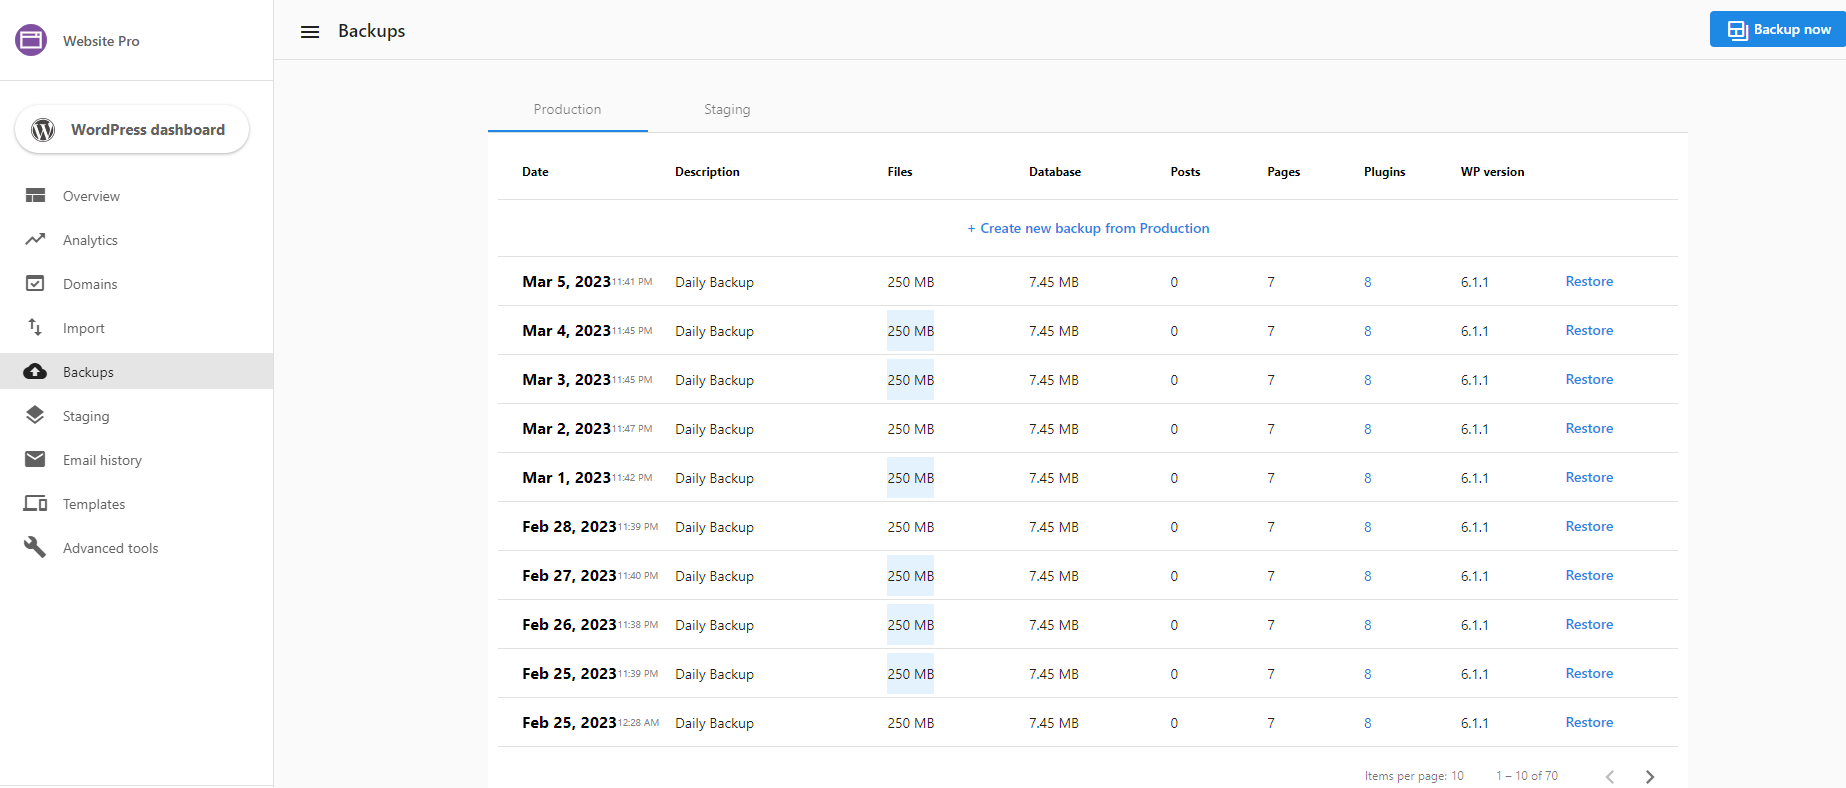 Website Pro
WordPress dashboard
Overview
Analytics
Domains
Import
Backups
Staging
Email history
Templates
Advanced tools
Backups
Backup now
Production Staging
Date Description Files Database Posts Pages Plugins WP version
+ Create new backup from Production
Mar 5, 2023 11:41 PM Daily Backup 250 MB 7.45 MB 0 7 8 6.1.1 Restore
Mar 4, 2023 11:45 PM Daily Backup 250 MB 7.45 MB 0 7 8 6.1.1 Restore
Mar 3, 2023 11:45 PM Daily Backup 250 MB 7.45 MB 0 7 8 6.1.1 Restore
Mar 2, 2023 11:47 PM Daily Backup 250 MB 7.45 MB 0 7 8 6.1.1 Restore
Mar 1, 2023 11:42 PM Daily Backup 250 MB 7.45 MB 0 7 8 6.1.1 Restore
Feb 28, 2023 11:39 PM Daily Backup 250 MB 7.45 MB 0 7 8 6.1.1 Restore
Feb 27, 2023 11:40 PM Daily Backup 250 MB 7.45 MB 0 7 8 6.1.1 Restore
Feb 26, 2023 11:38 PM Daily Backup 250 MB 7.45 MB 0 7 8 6.1.1 Restore
Feb 25, 2023 11:39 PM Daily Backup 250 MB 7.45 MB 0 7 8 6.1.1 Restore
Feb 25, 2023 12:28 AM Daily Backup 250 MB 7.45 MB 0 7 8 6.1.1 Restore
Items per page: 10 1 – 10 of 70